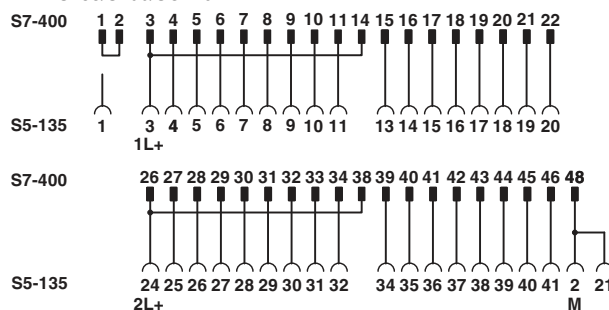 S7-400 1 2 3 4 5 6 7 8 9 10 11 14 15 16 17 18 19 20 21 22
S5-135 1 3 4 5 6 7 8 9 10 11 13 14 15 16 17 18 19 20
1L+
S7-400 26 27 28 29 30 31 32 33 34 38 39 40 41 42 43 44 45 46 48
S5-135 24 25 26 27 28 29 30 31 32 34 35 36 37 38 39 40 41 2 21
2L+ M